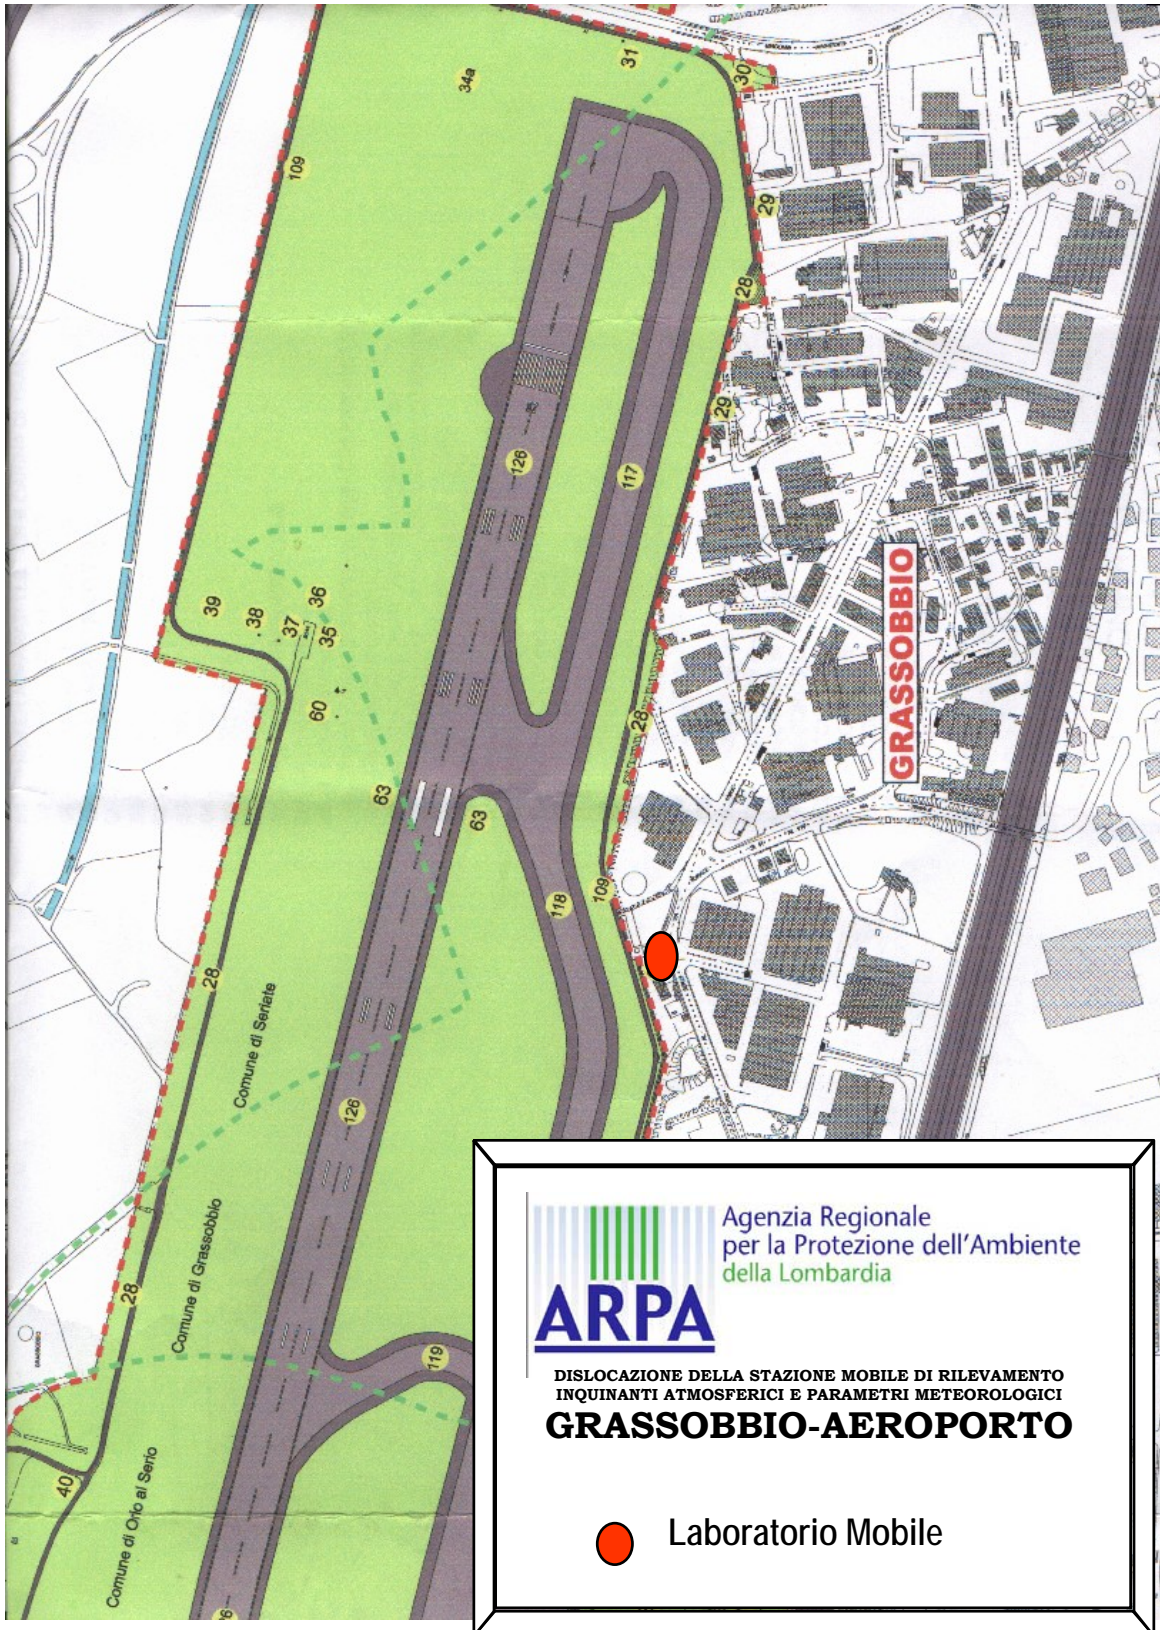 31
30
34a
109
29
28
29
126
117
39
38
37
36
35
60
28
63
63
GRASSOBBIO
118
109
28
Comune di Seriate
126
28
Comune di Grassobbio
119
40
Comune di Orio al Serio
Agenzia Regionale
per la Protezione dell'Ambiente
della Lombardia
ARPA
DISLOCAZIONE DELLA STAZIONE MOBILE DI RILEVAMENTO
INQUINANTI ATMOSFERICI E PARAMETRI METEOROLOGICI
GRASSOBBIO-AEROPORTO
Laboratorio Mobile